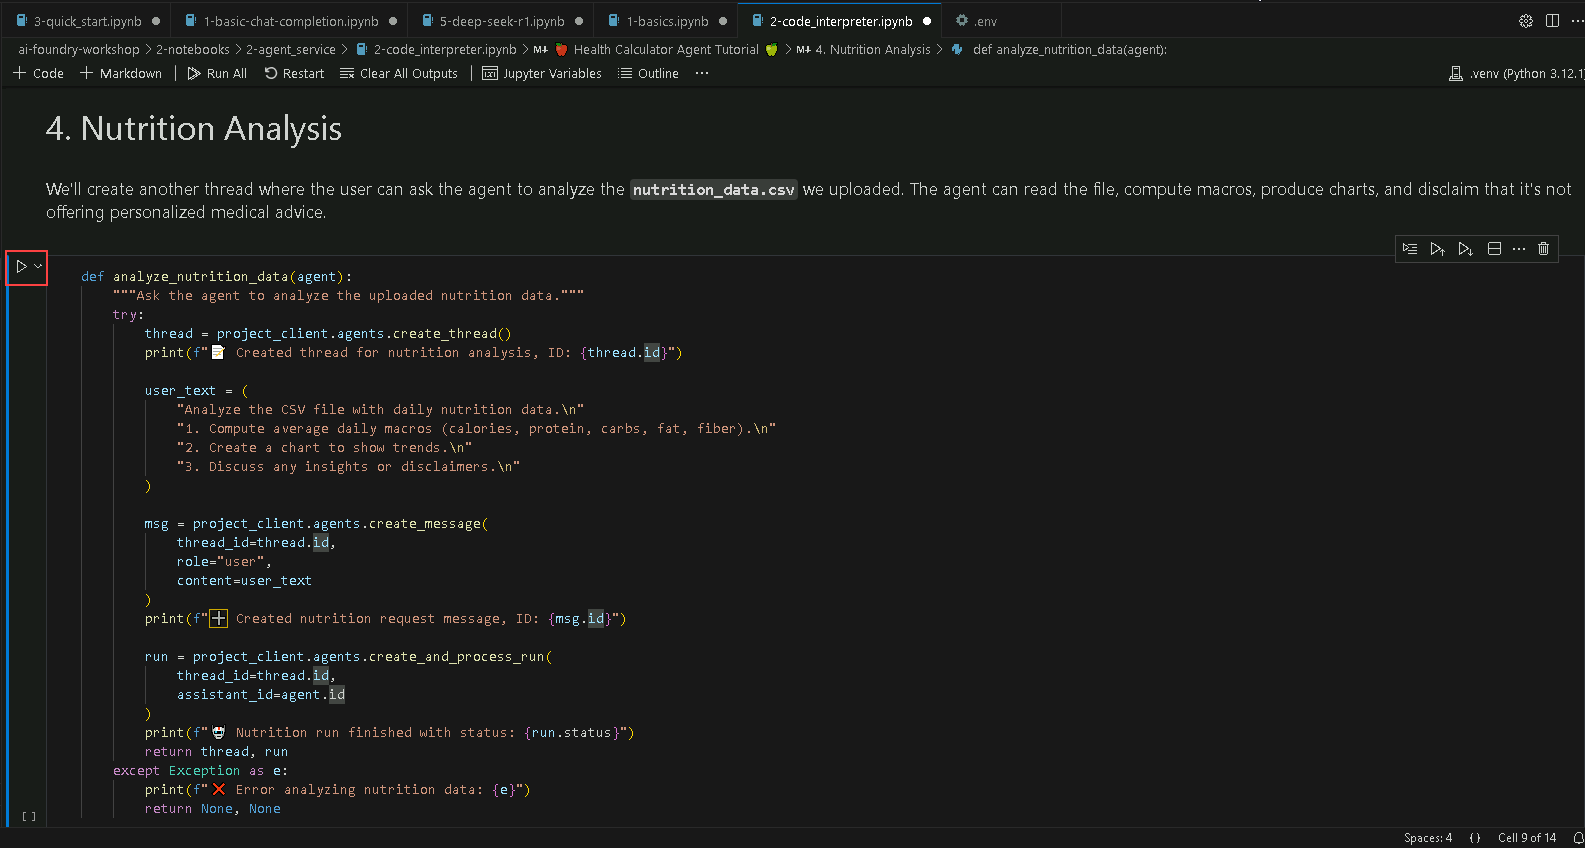 3-quick_start.ipynb
1-basic-chat-completion.ipynb
5-deep-seek-r1.ipynb
1-basics.ipynb
2-code_interpreter.ipynb
.env
ai-foundry-workshop > 2-notebooks > 2-agent_service > 2-code_interpreter.ipynb > M↓ 🍎 Health Calculator Agent Tutorial 🍏 > M↓ 4. Nutrition Analysis > def analyze_nutrition_data(agent):
+ Code + Markdown | Run All Restart Clear All Outputs | Jupyter Variables Outline ···
.venv (Python 3.12.1
4. Nutrition Analysis
We'll create another thread where the user can ask the agent to analyze the nutrition_data.csv we uploaded. The agent can read the file, compute macros, produce charts, and disclaim that it's not
offering personalized medical advice.
def analyze_nutrition_data(agent):
"""Ask the agent to analyze the uploaded nutrition data."""
try:
thread = project_client.agents.create_thread()
print(f"📝 Created thread for nutrition analysis, ID: {thread.id}")
user_text = (
"Analyze the CSV file with daily nutrition data.\n"
"1. Compute average daily macros (calories, protein, carbs, fat, fiber).\n"
"2. Create a chart to show trends.\n"
"3. Discuss any insights or disclaimers.\n"
)
msg = project_client.agents.create_message(
thread_id=thread.id,
role="user",
content=user_text
)
print(f"➕ Created nutrition request message, ID: {msg.id}")
run = project_client.agents.create_and_process_run(
thread_id=thread.id,
assistant_id=agent.id
)
print(f"🤖 Nutrition run finished with status: {run.status}")
return thread, run
except Exception as e:
print(f"❌ Error analyzing nutrition data: {e}")
return None, None
[ ]
Spaces: 4 {} Cell 9 of 14